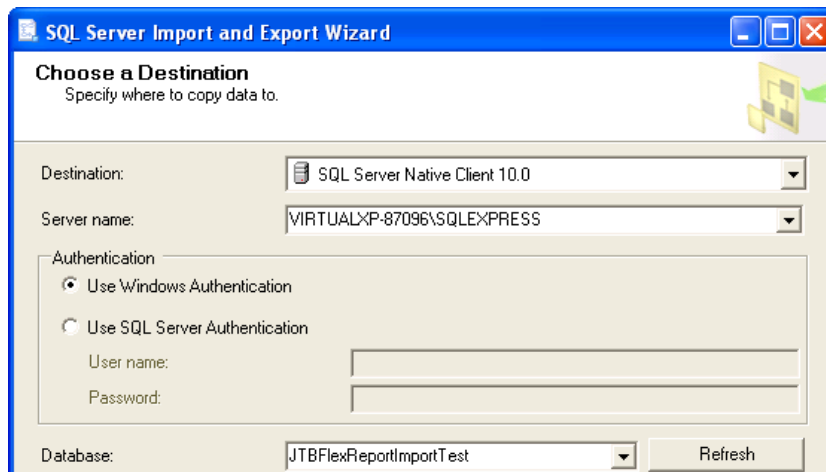 SQL Server Import and Export Wizard
Choose a Destination
Specify where to copy data to.
Destination: SQL Server Native Client 10.0
Server name: VIRTUALXP-87096\SQLEXPRESS
Authentication
Use Windows Authentication
Use SQL Server Authentication
User name:
Password:
Database: JTBFlexReportImportTest Refresh